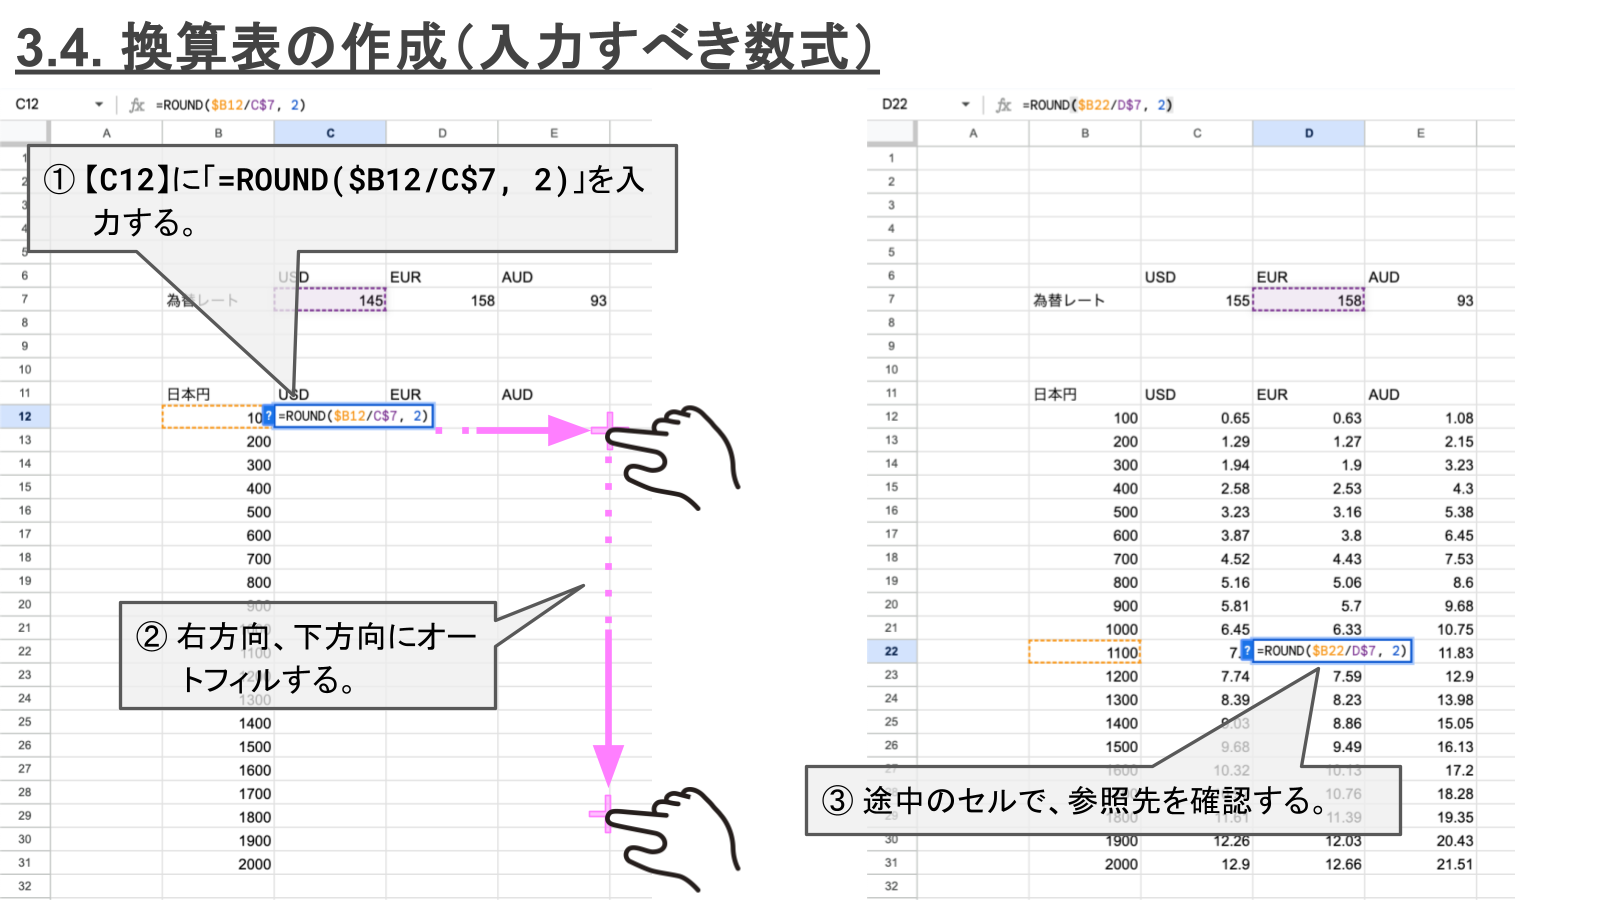 3.4. 換算表の作成（入力すべき数式）
C12 fx =ROUND($B12/C$7, 2)
A B C D E
1
① 【C12】に「=ROUND($B12/C$7, 2)」を入
力する。
2
3
4
5
6 USD EUR AUD
7 為替レート 145 158 93
8
9
10
11 日本円 USD EUR AUD
12 10 ? =ROUND($B12/C$7, 2)
13 200
14 300
15 400
16 500
17 600
18 700
19 800
20 900
21
22 1100
② 右方向、下方向にオー
トフィルする。
23
24 1300
25 1400
26 1500
27 1600
28 1700
29 1800
30 1900
31 2000
32
D22 fx =ROUND($B22/D$7, 2)
A B C D E
1
2
3
4
5
6 USD EUR AUD
7 為替レート 155 158 93
8
9
10
11 日本円 USD EUR AUD
12 100 0.65 0.63 1.08
13 200 1.29 1.27 2.15
14 300 1.94 1.9 3.23
15 400 2.58 2.53 4.3
16 500 3.23 3.16 5.38
17 600 3.87 3.8 6.45
18 700 4.52 4.43 7.53
19 800 5.16 5.06 8.6
20 900 5.81 5.7 9.68
21 1000 6.45 6.33 10.75
22 1100 7. ? =ROUND($B22/D$7, 2) 11.83
23 1200 7.74 7.59 12.9
24 1300 8.39 8.23 13.98
25 1400 9.03 8.86 15.05
26 1500 9.68 9.49 16.13
27 1600 10.32 10.13 17.2
28 10.76 18.28
③ 途中のセルで、参照先を確認する。
29 1800 11.61 11.39 19.35
30 1900 12.26 12.03 20.43
31 2000 12.9 12.66 21.51
32